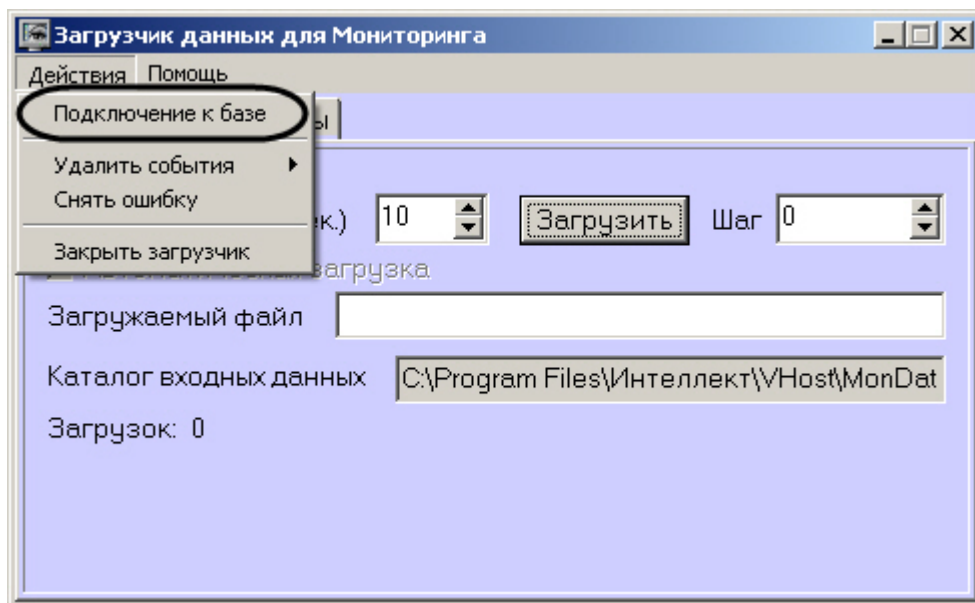 Загрузчик данных для Мониторинга
Действия Помощь
Подключение к базе
Удалить события
Снять ошибку
Закрыть загрузчик
10 Загрузить Шаг 0
Загружаемый файл
Каталог входных данных C:\Program Files\Интеллект\VHost\MonDat
Загрузок: 0